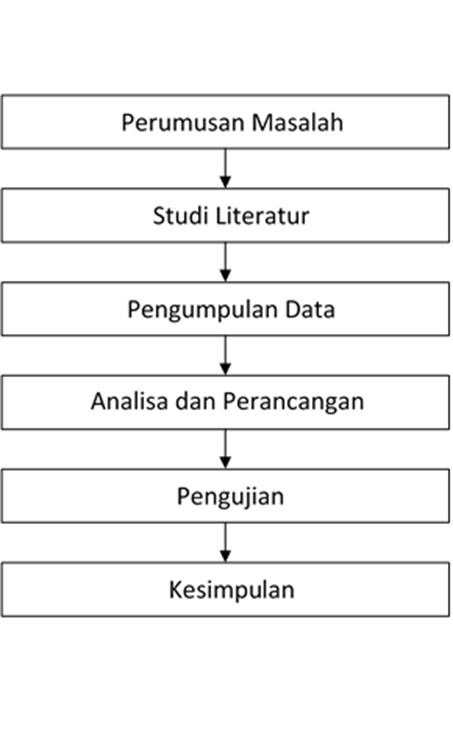 Perumusan Masalah
Studi Literatur
Pengumpulan Data
Analisa dan Perancangan
Pengujian
Kesimpulan